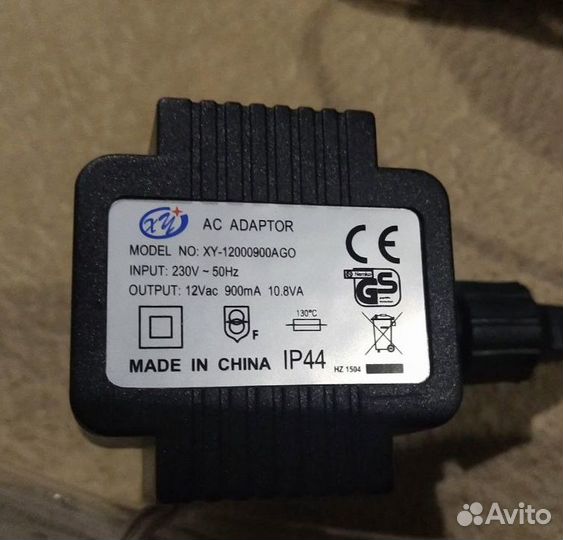 XY
AC ADAPTOR
MODEL NO: XY-12000900AGO
INPUT: 230V ~ 50Hz
OUTPUT: 12Vac 900mA 10.8VA
CE
Nemko
GS
F
130°C
MADE IN CHINA IP44
HZ 1504
Avito